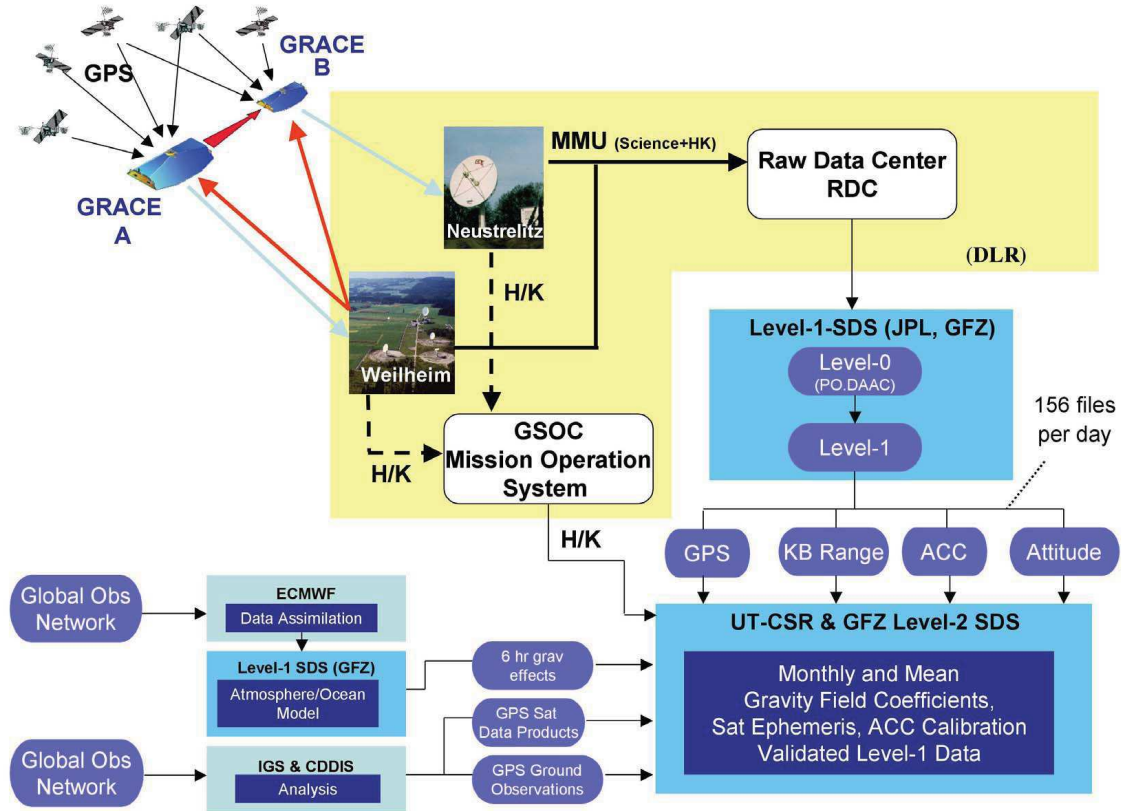 GPS
GRACE
B
GRACE
A
Neustrelitz
MMU (Science+HK)
Raw Data Center
RDC
(DLR)
H/K
Weilheim
H/K
GSOC
Mission Operation
System
H/K
Level-1-SDS (JPL, GFZ)
Level-0
(PO.DAAC)
Level-1
156 files
per day
GPS
KB Range
ACC
Attitude
Global Obs
Network
ECMWF
Data Assimilation
Level-1 SDS (GFZ)
Atmosphere/Ocean
Model
6 hr grav
effects
GPS Sat
Data Products
Global Obs
Network
IGS & CDDIS
Analysis
GPS Ground
Observations
UT-CSR & GFZ Level-2 SDS
Monthly and Mean
Gravity Field Coefficients,
Sat Ephemeris, ACC Calibration
Validated Level-1 Data